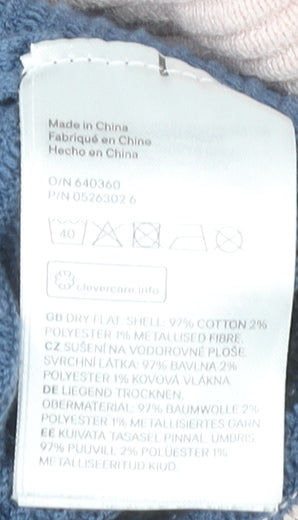 Made in China
Fabriqué en Chine
Hecho en China
O/N 640360
P/N 0526302 6
40
clevercare.info
GB DRY FLAT. SHELL: 97% COTTON 2%
POLYESTER 1% METALLISED FIBRE.
CZ SUŠENÍ NA VODOROVNÉ PLOŠE.
SVRCHNÍ LÁTKA: 97% BAVLNA 2%
POLYESTER 1% KOVOVÁ VLÁKNA.
DE LIEGEND TROCKNEN.
OBERMATERIAL: 97% BAUMWOLLE 2%
POLYESTER 1% METALLISIERTES GARN.
EE KUIVATA TASASEL PINNAL. ÜMBRIS:
97% PUUVILL 2% POLÜESTER 1%
METALLISEERITUD KIUD.